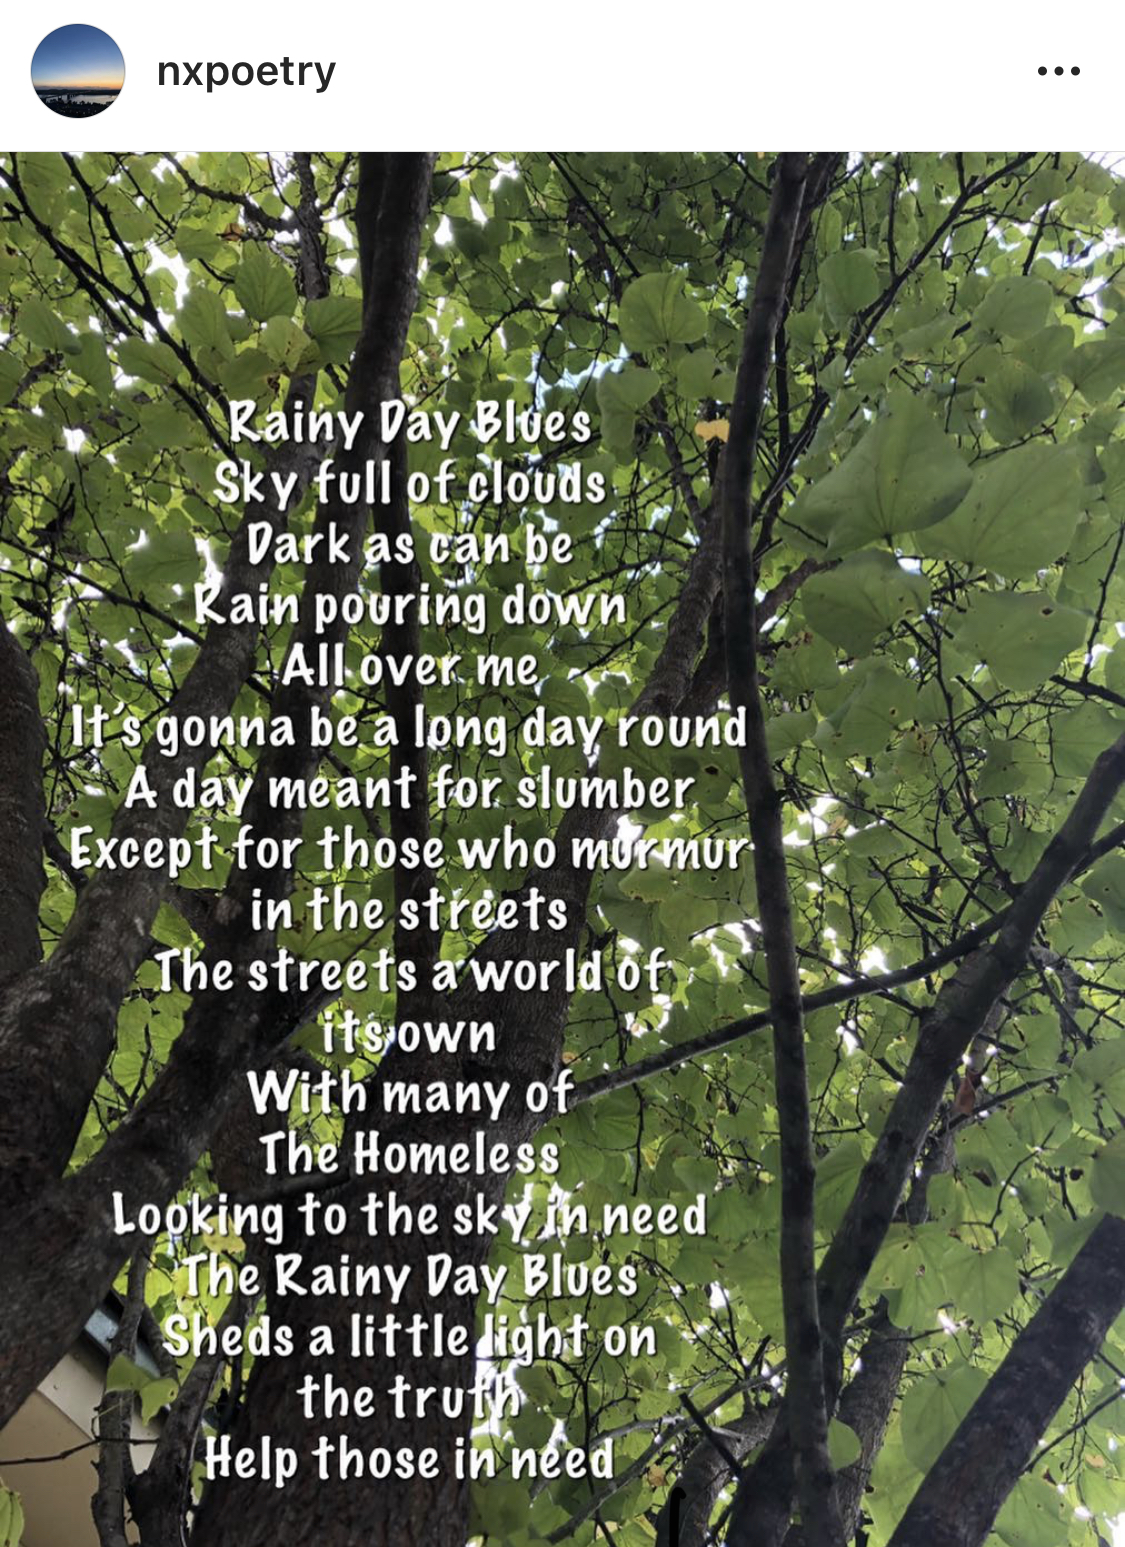 nxpoetry
Rainy Day Blues
Sky full of clouds
Dark as can be
Rain pouring down
All over me
It's gonna be a long day round
A day meant for slumber
Except for those who murmur
in the streets
The streets a world of
its own
With many of
The Homeless
Looking to the sky in need
The Rainy Day Blues
Sheds a little light on
the truth
Help those in need